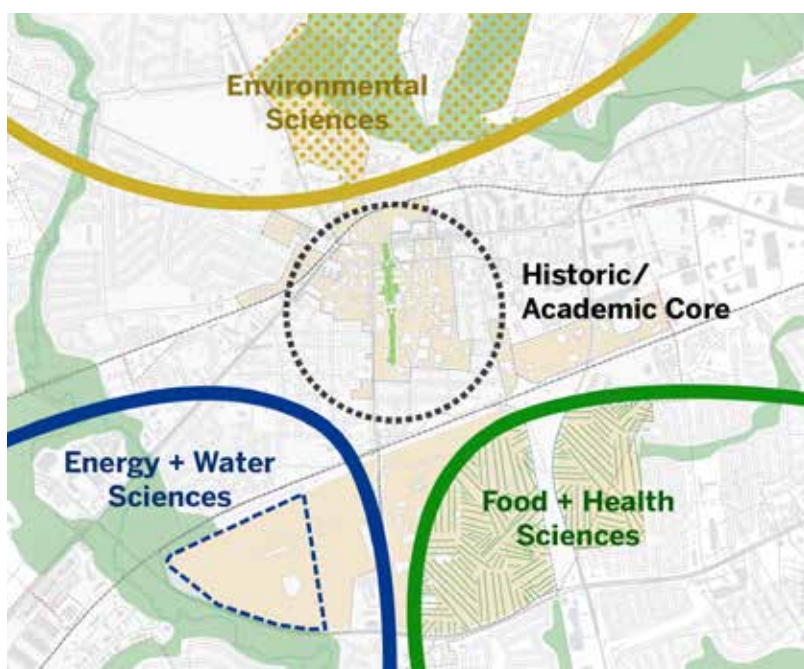 Environmental
Sciences
Historic/
Academic Core
Energy + Water
Sciences
Food + Health
Sciences